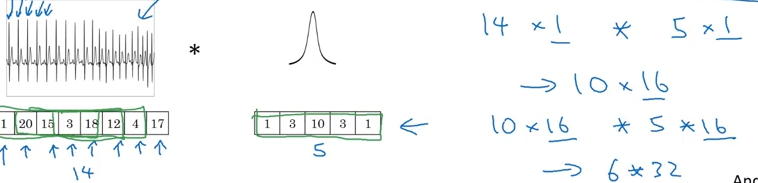 14 × 1 * 5 × 1
*
→ 10 × 16
1 20 15 3 18 12 4 17
1 3 10 3 1
10 × 16 * 5 * 16
14
5
→ 6 * 32
And